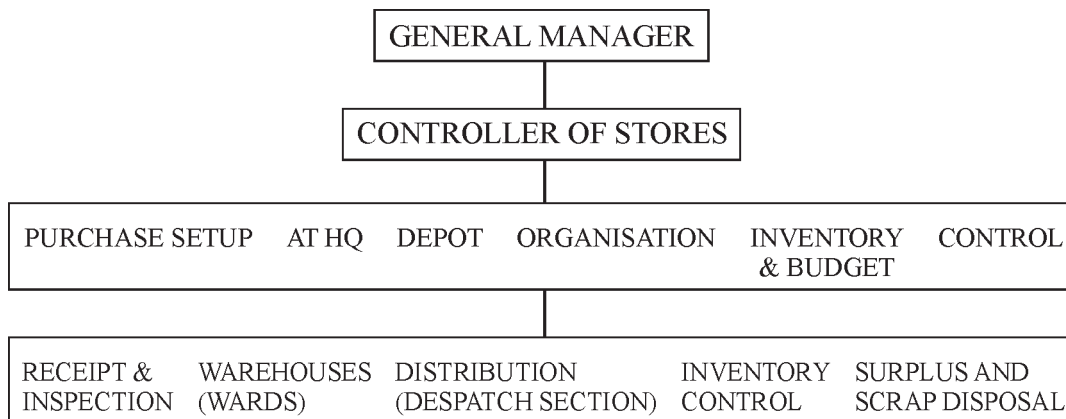 GENERAL MANAGER
CONTROLLER OF STORES
PURCHASE SETUP AT HQ DEPOT ORGANISATION INVENTORY CONTROL
& BUDGET
RECEIPT & WAREHOUSES DISTRIBUTION INVENTORY SURPLUS AND
INSPECTION (WARDS) (DESPATCH SECTION) CONTROL SCRAP DISPOSAL